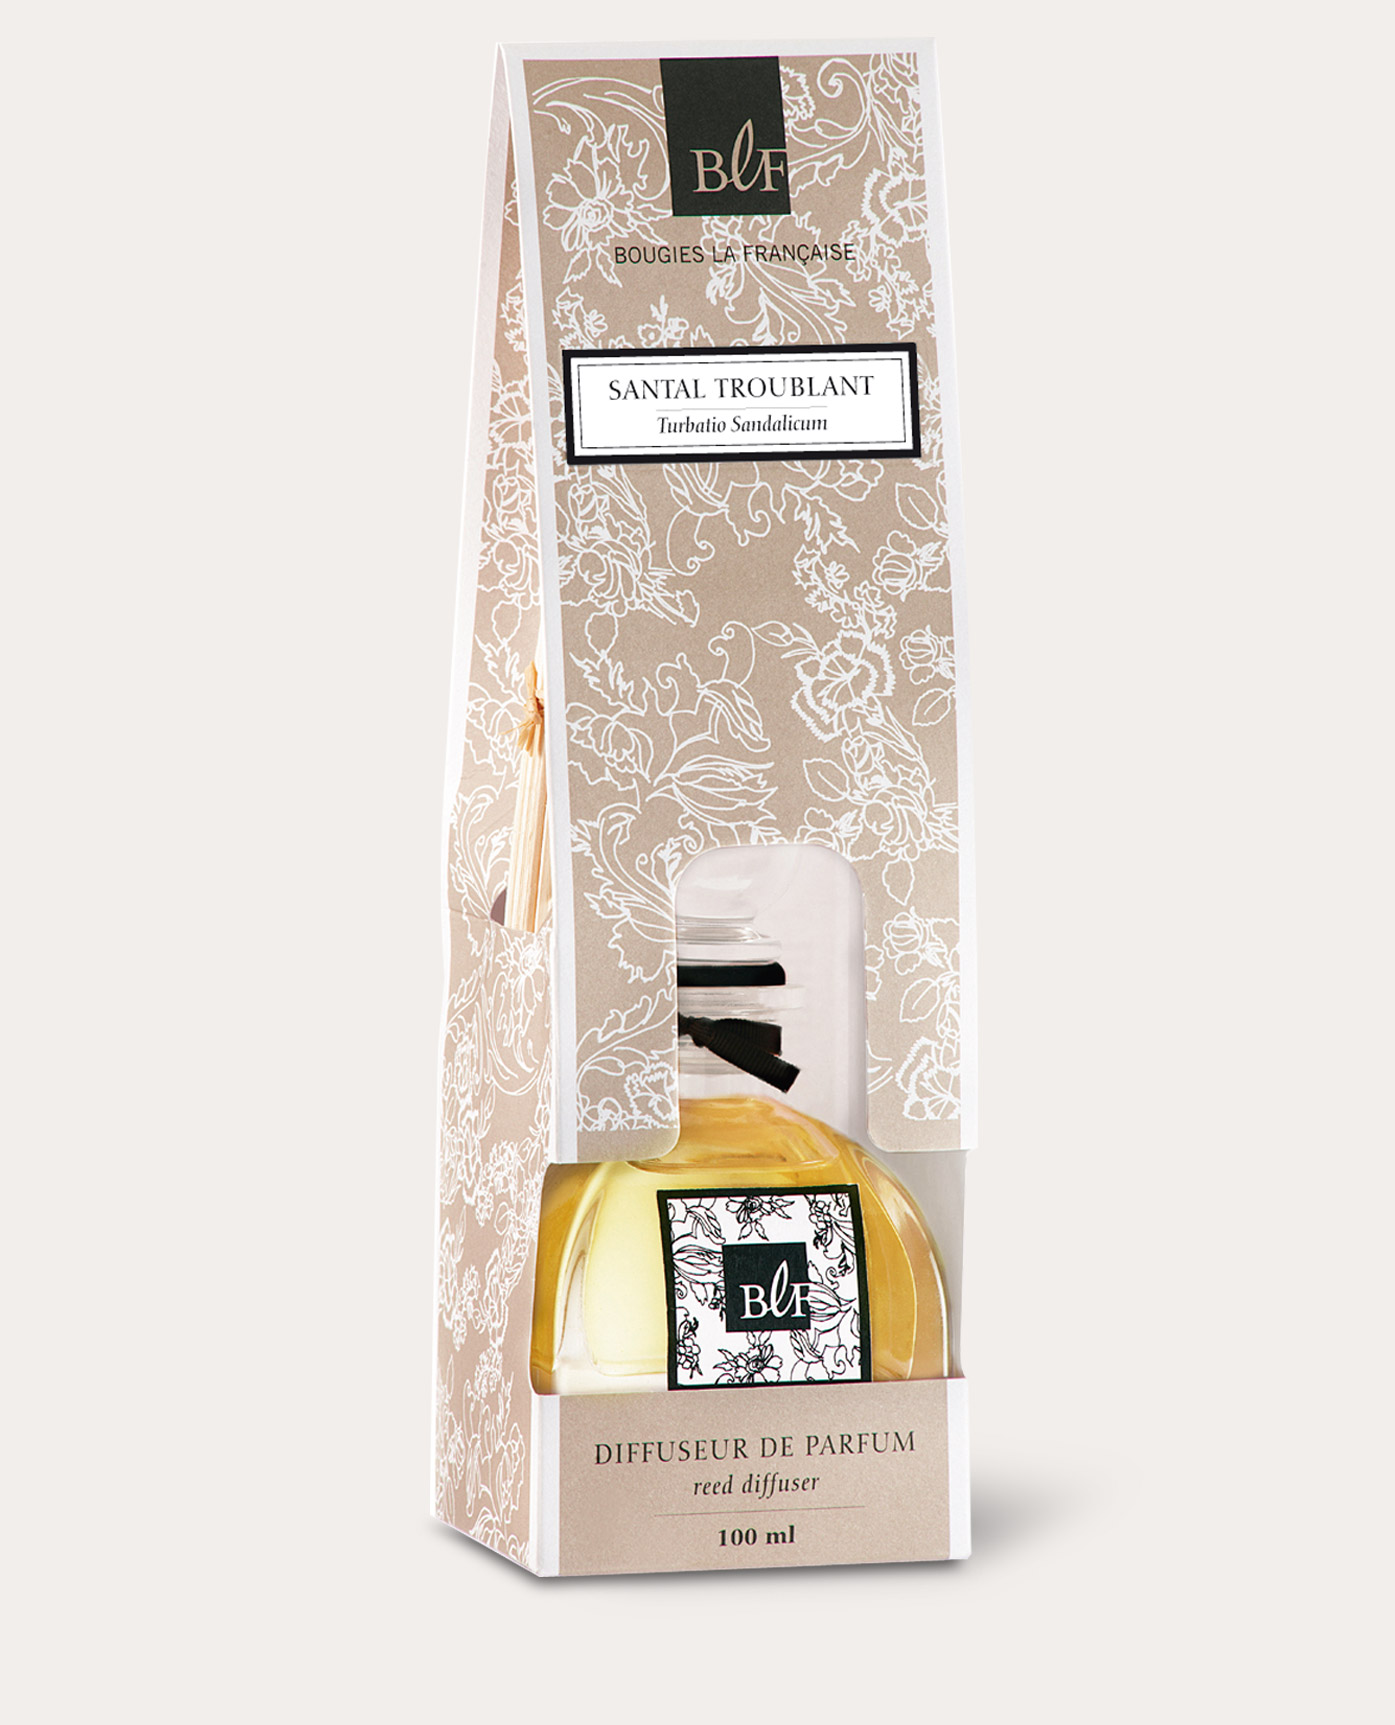 BlF
BOUGIES LA FRANÇAISE
SANTAL TROUBLANT
Turbatio Sandalicum
BlF
DIFFUSEUR DE PARFUM
reed diffuser
100 ml